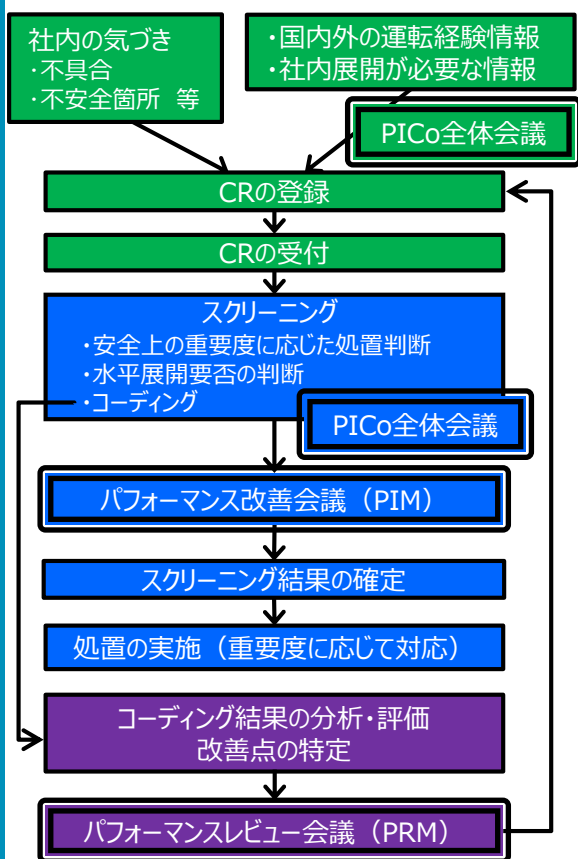 社内の気づき
・不具合
・不安全箇所 等
・国内外の運転経験情報
・社内展開が必要な情報
PICo全体会議
CRの登録
CRの受付
スクリーニング
・安全上の重要度に応じた処置判断
・水平展開要否の判断
・コーディング
PICo全体会議
パフォーマンス改善会議（PIM）
スクリーニング結果の確定
処置の実施（重要度に応じて対応）
コーディング結果の分析・評価
改善点の特定
パフォーマンスレビュー会議（PRM）